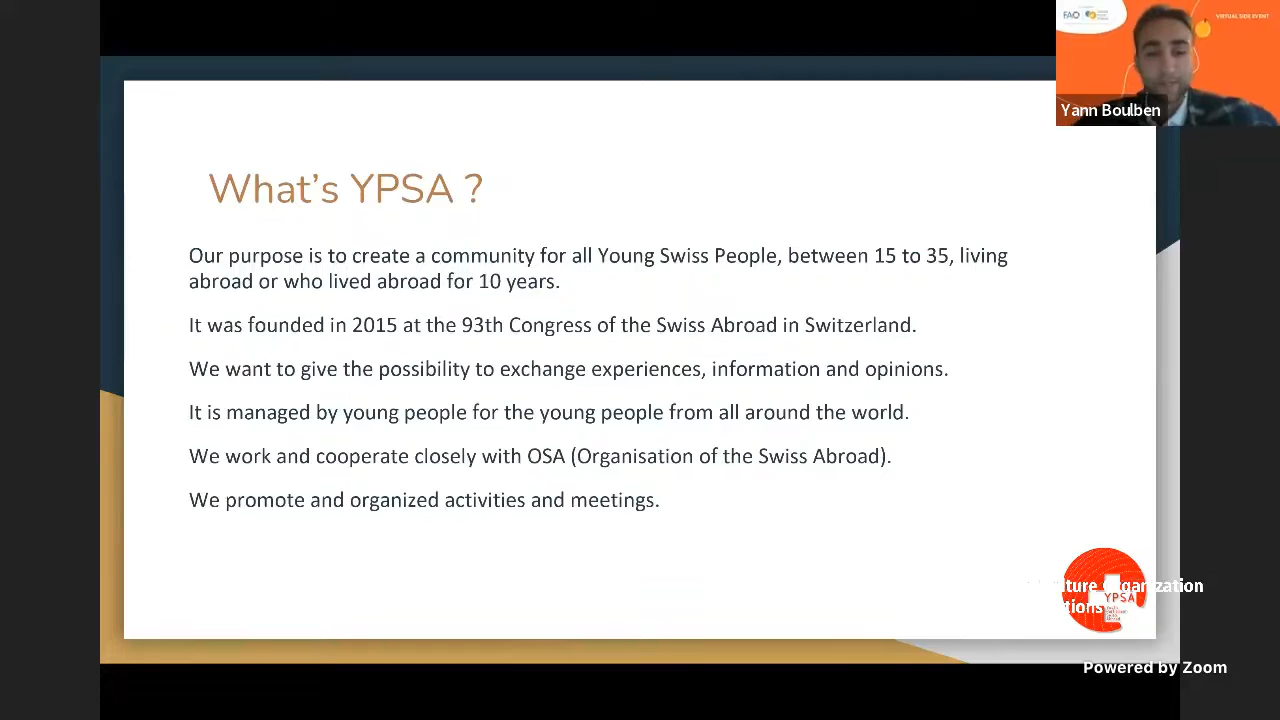 FAO
VIRTUAL SIDE EVENT
Yann Boulben
What's YPSA ?
Our purpose is to create a community for all Young Swiss People, between 15 to 35, living
abroad or who lived abroad for 10 years.
It was founded in 2015 at the 93th Congress of the Swiss Abroad in Switzerland.
We want to give the possibility to exchange experiences, information and opinions.
It is managed by young people for the young people from all around the world.
We work and cooperate closely with OSA (Organisation of the Swiss Abroad).
We promote and organized activities and meetings.
YPSA
Powered by Zoom